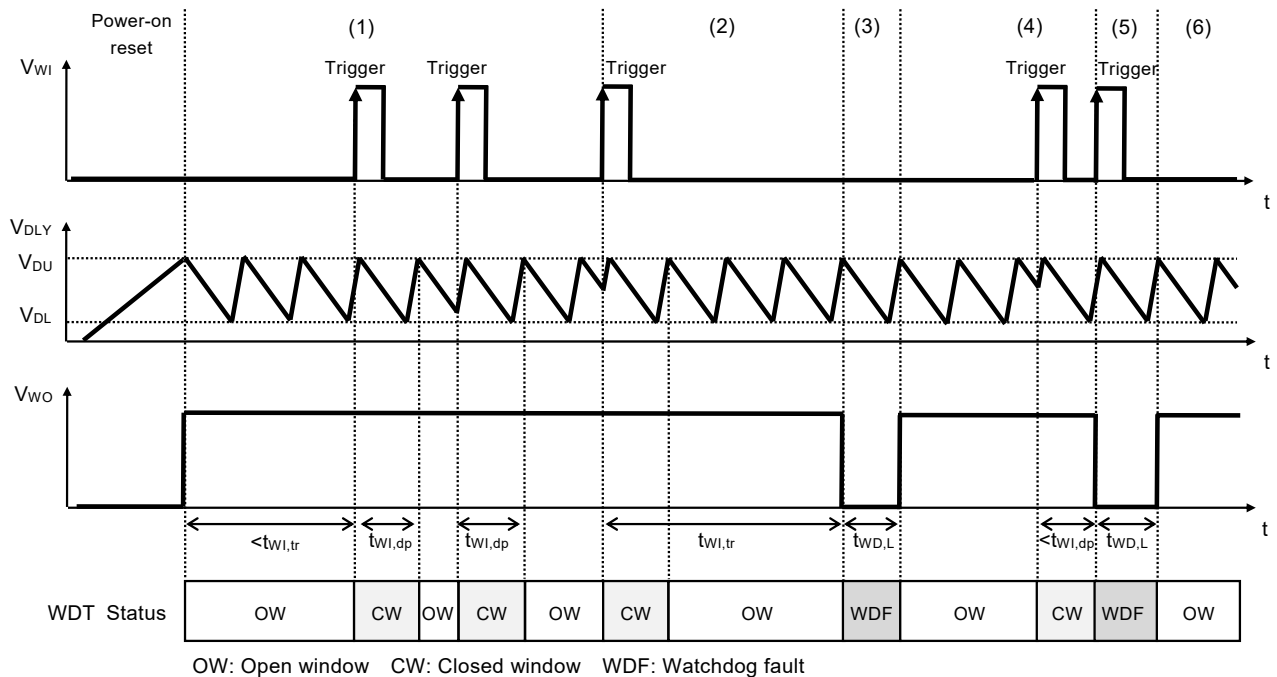 Power-on
reset
(1)
(2)
(3)
(4)
(5)
(6)
VWI
Trigger
Trigger
Trigger
Trigger
Trigger
t
VDLY
VDU
VDL
t
VWO
t
<tWI,tr
tWI,dp
tWI,dp
tWI,tr
tWD,L
<tWI,dp
tWD,L
WDT Status
OW
CW
OW
CW
OW
CW
OW
WDF
OW
CW
WDF
OW
OW: Open window CW: Closed window WDF: Watchdog fault